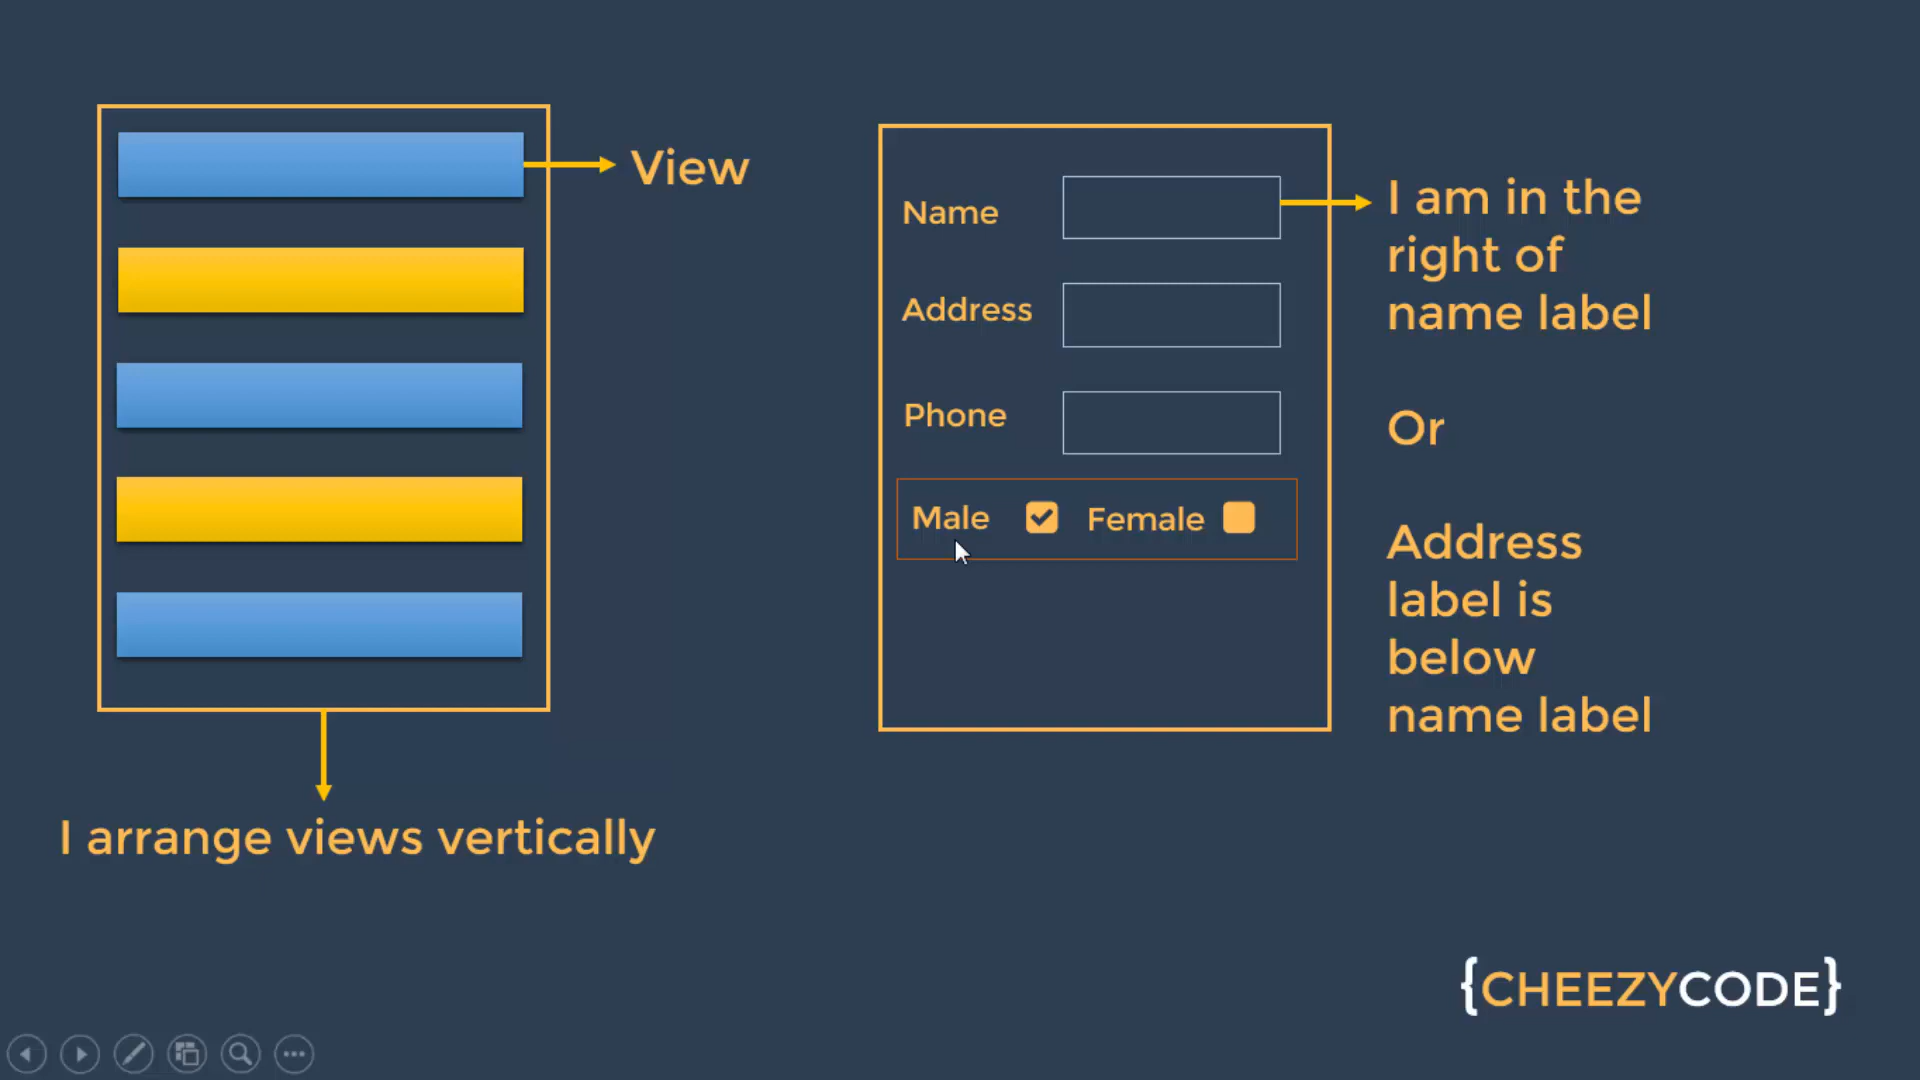 View
I arrange views vertically
Name
Address
Phone
Male Female
I am in the
right of
name label
Or
Address
label is
below
name label
{CHEEZYCODE}